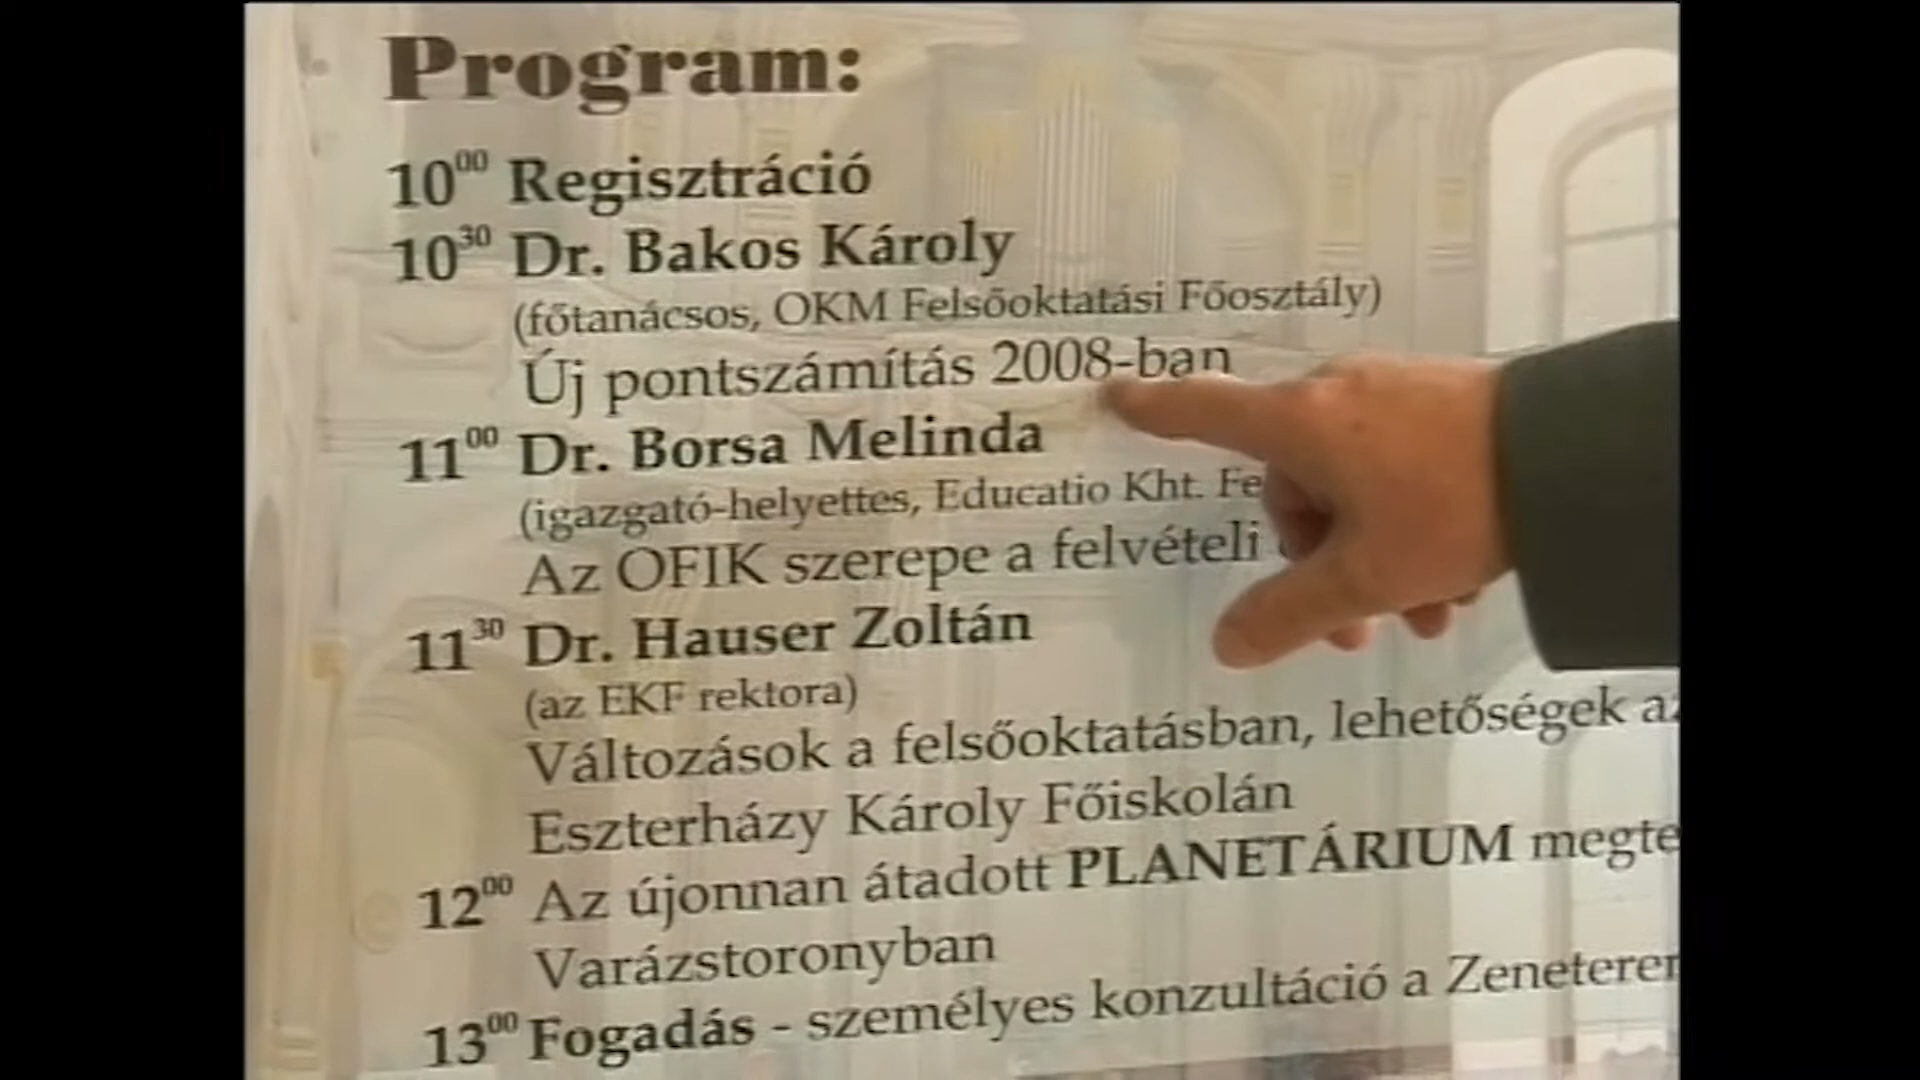 Program:
10⁰⁰ Regisztráció
10³⁰ Dr. Bakos Károly
(főtanácsos, OKM Felsőoktatási Főosztály)
Új pontszámítás 2008-ban
11⁰⁰ Dr. Borsa Melinda
(igazgató-helyettes, Educatio Kht.
Az OFIK szerepe a felvételi
11³⁰ Dr. Hauser Zoltán
(az EKF rektora)
Változások a felsőoktatásban, lehetőségek
Eszterházy Károly Főiskolán
12⁰⁰ Az újonnan átadott PLANETÁRIUM
Varázstoronyban
13⁰⁰ Fogadás - személyes konzultáció a